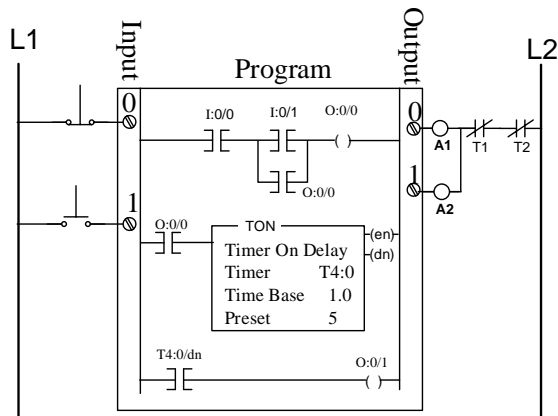 L1
Input
Program
Output
L2
0
I:0/0
I:0/1
O:0/0
0
A1
T1
T2
O:0/0
1
A2
1
O:0/0
TON
(en)
(dn)
Timer On Delay
Timer T4:0
Time Base 1.0
Preset 5
T4:0/dn
O:0/1